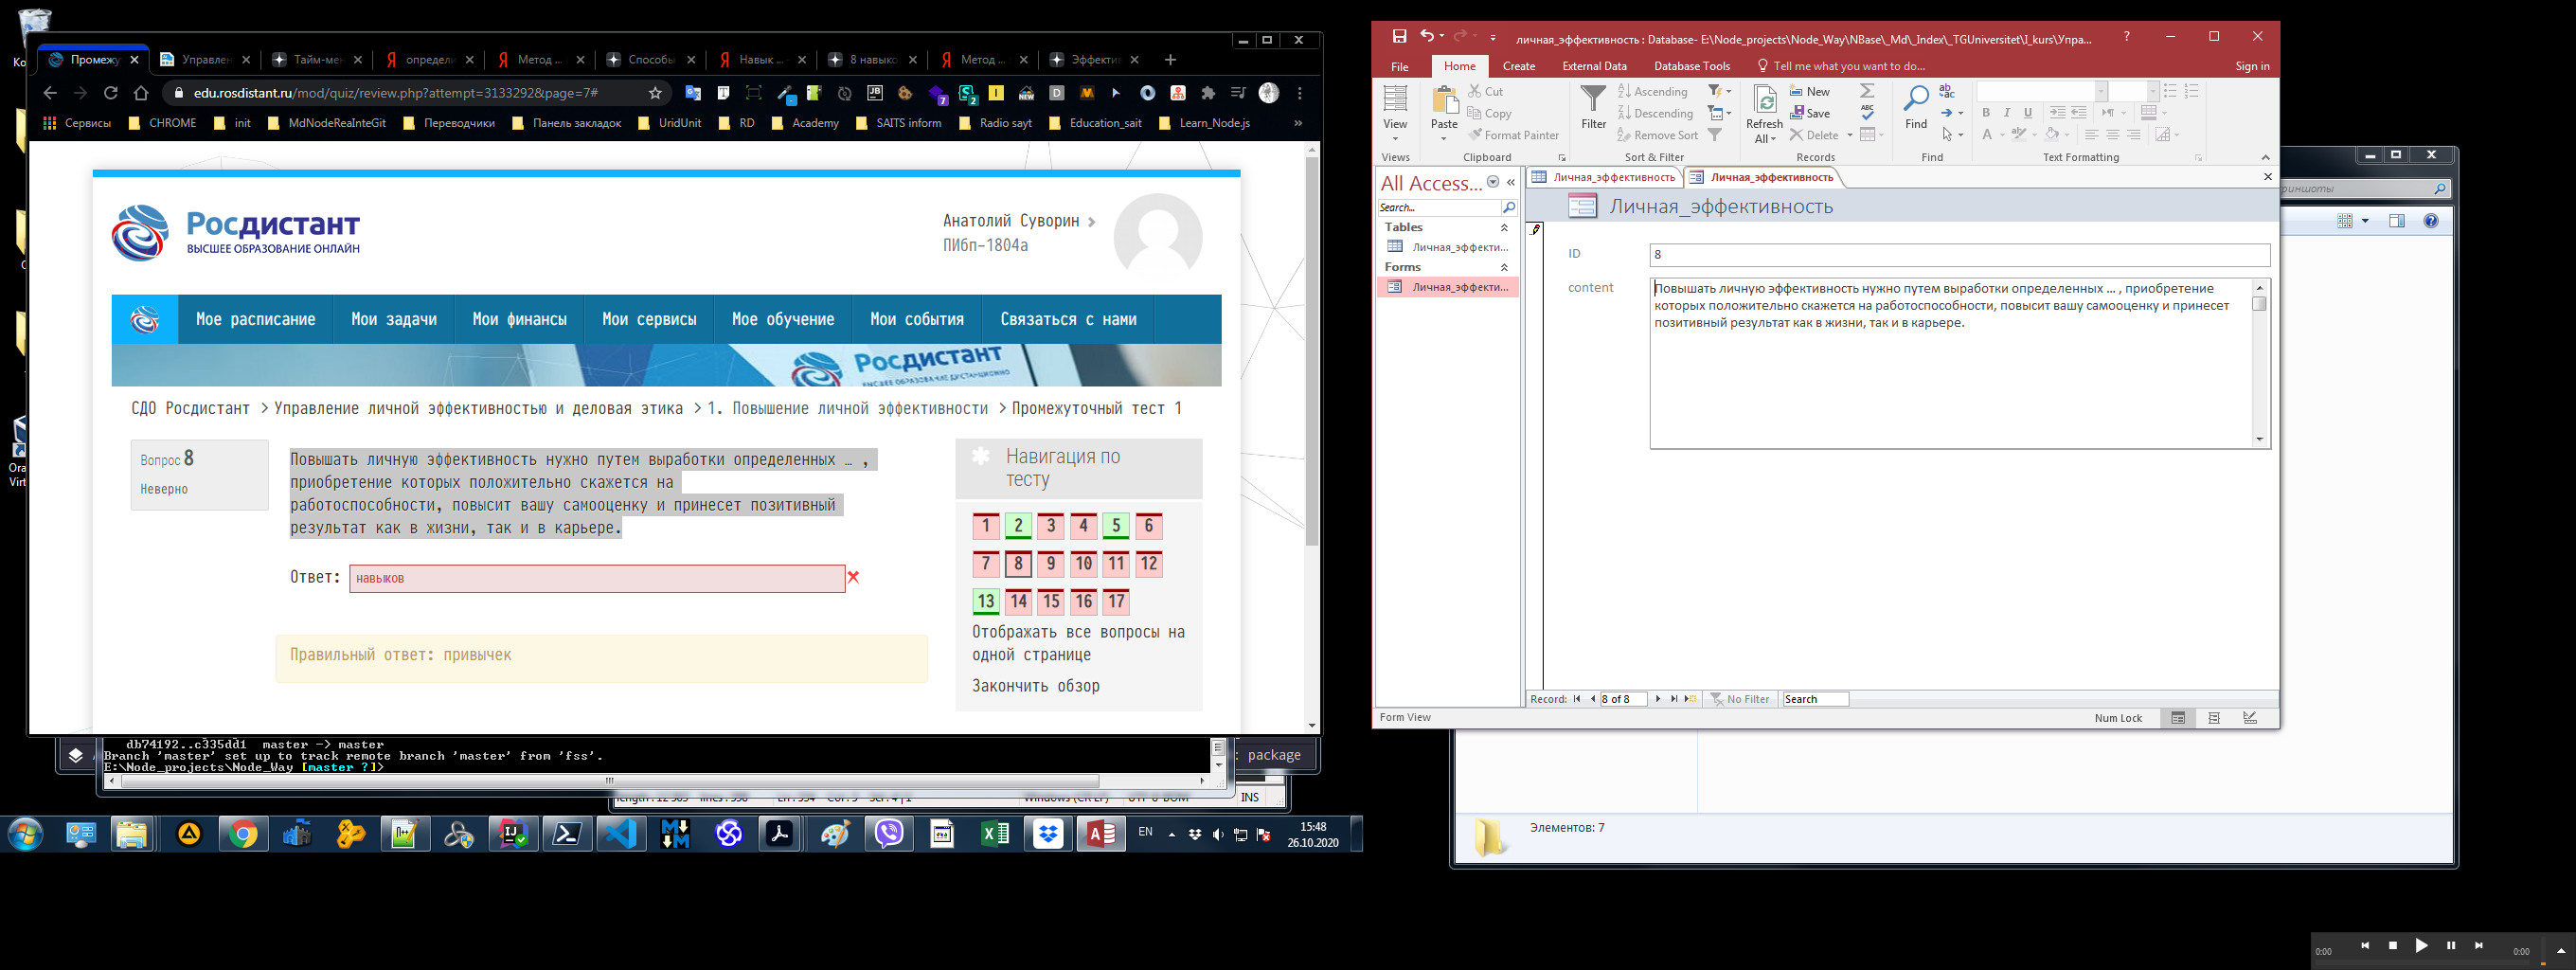 Промежу
Управлен
Тайм-мен
определи
Метод ...
Способы
Навык ...
8 навыко
Метод ...
Эффектив
edu.rosdistant.ru/mod/quiz/review.php?attempt=3133292&page=7#
Сервисы
CHROME
init
MdNodeReaInteGit
Переводчики
Панель закладок
UridUnit
RD
Academy
SAITS inform
Radio sayt
Education_sait
Learn_Node.js
»
Росдистант
ВЫСШЕЕ ОБРАЗОВАНИЕ ОНЛАЙН
Анатолий Суворин
ПИбп-1804а
Мое расписание
Мои задачи
Мои финансы
Мои сервисы
Мое обучение
Мои события
Связаться с нами
Росдистант
СДО Росдистант > Управление личной эффективностью и деловая этика > 1. Повышение личной эффективности > Промежуточный тест 1
Вопрос 8
Неверно
Повышать личную эффективность нужно путем выработки определенных … ,
приобретение которых положительно скажется на
работоспособности, повысит вашу самооценку и принесет позитивный
результат как в жизни, так и в карьере.
Ответ: навыков
Правильный ответ: привычек
Навигация по
тесту
1 2 3 4 5 6
7 8 9 10 11 12
13 14 15 16 17
Отображать все вопросы на
одной странице
Закончить обзор
db74192..c335dd1  master -> master
Branch 'master' set up to track remote branch 'master' from 'fss'.
E:\Node_projects\Node_Way [master ?]>
: package
INS
EN
15:48
26.10.2020
личная_эффективность : Database- E:\Node_projects\Node_Way\NBase\_Md\_Index\_TGUniversitet\I_kurs\Упра...
File
Home
Create
External Data
Database Tools
Tell me what you want to do...
Sign in
View
Paste
Cut
Copy
Format Painter
Filter
Ascending
Descending
Remove Sort
Refresh
All
New
Save
Delete
Find
Views
Clipboard
Sort & Filter
Records
Find
Text Formatting
All Access...
Search...
Tables
Личная_эффекти...
Forms
Личная_эффекти...
Личная_эффективность
Личная_эффективность
Личная_эффективность
ID
8
content
Повышать личную эффективность нужно путем выработки определенных … , приобретение
которых положительно скажется на работоспособности, повысит вашу самооценку и принесет
позитивный результат как в жизни, так и в карьере.
Record:
8 of 8
No Filter
Search
Form View
Num Lock
Элементов: 7
0:00
0:00